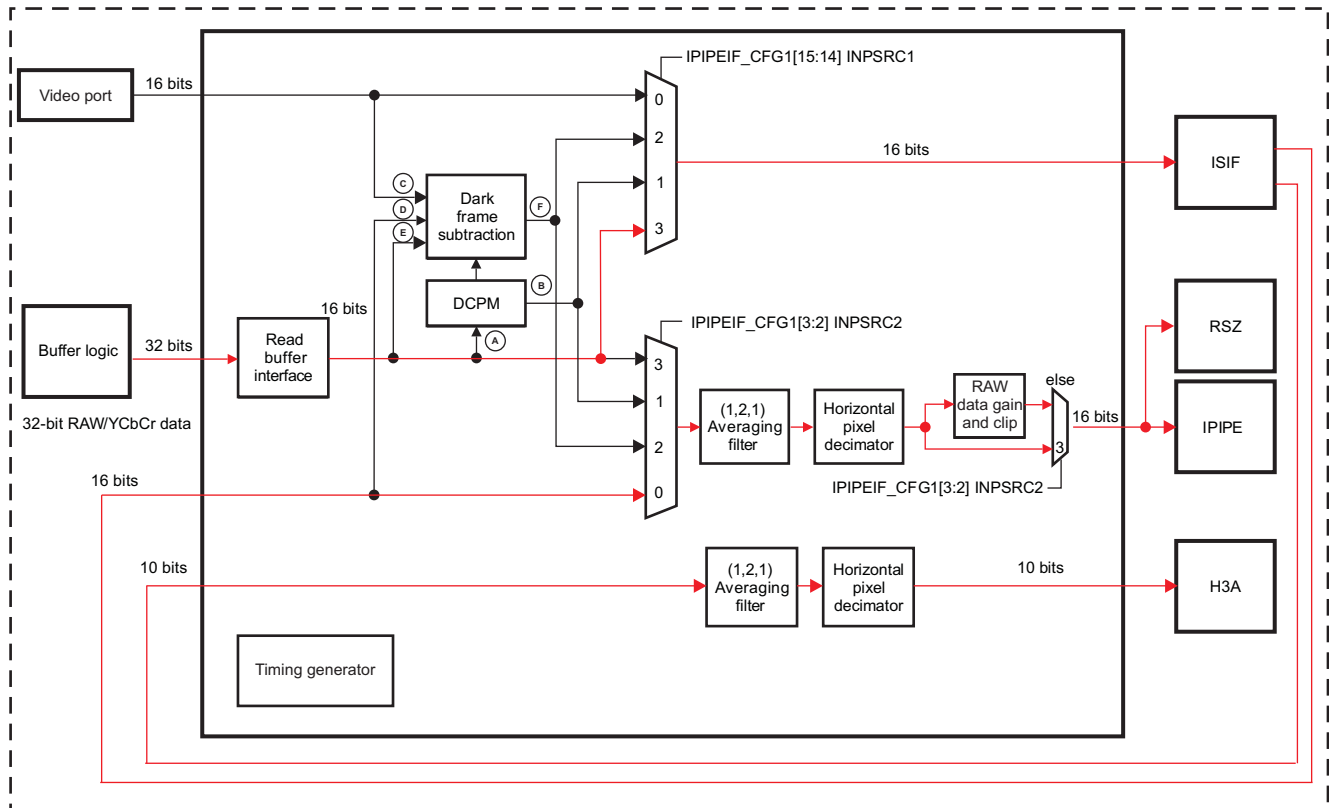 IPIPEIF_CFG1[15:14] INPSRC1
Video port
16 bits
0
2
1
3
16 bits
ISIF
C
D
E
Dark
frame
subtraction
F
DCPM
B
A
16 bits
Buffer logic
32 bits
Read
buffer
interface
32-bit RAW/YCbCr data
IPIPEIF_CFG1[3:2] INPSRC2
3
1
2
0
(1,2,1)
Averaging
filter
Horizontal
pixel
decimator
RAW
data gain
and clip
else
3
16 bits
IPIPEIF_CFG1[3:2] INPSRC2
RSZ
IPIPE
16 bits
10 bits
(1,2,1)
Averaging
filter
Horizontal
pixel
decimator
10 bits
H3A
Timing generator